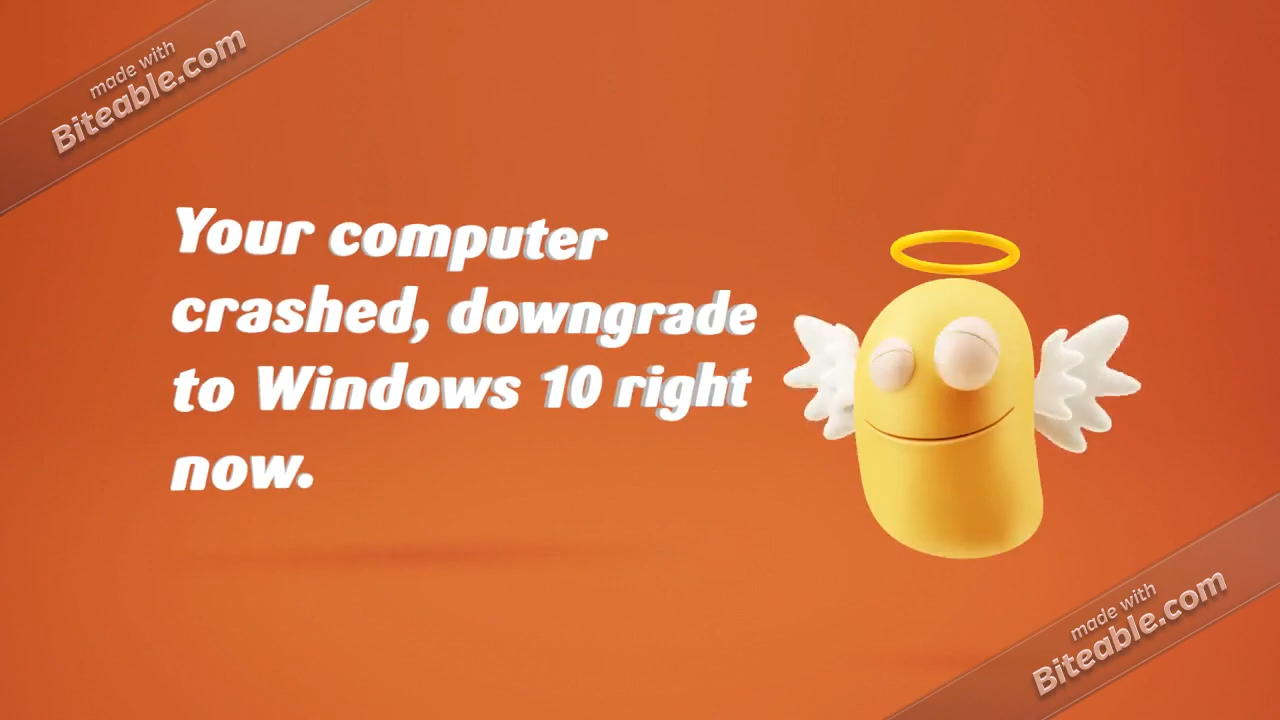 made with
Biteable.com
Your computer
crashed, downgrade
to Windows 10 right
now.
made with
Biteable.com